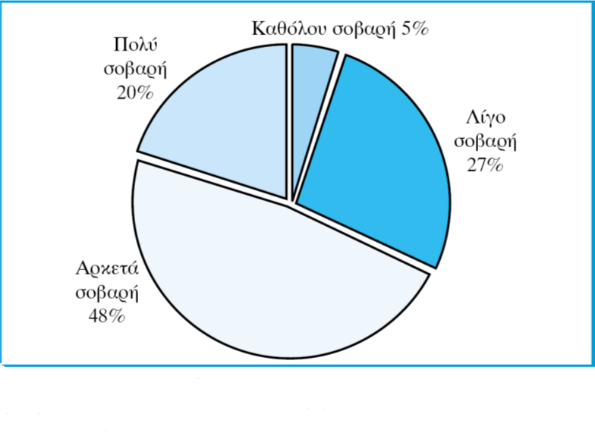 Καθόλου σοβαρή 5%
Πολύ
σοβαρή
20%
Λίγο
σοβαρή
27%
Αρκετά
σοβαρή
48%